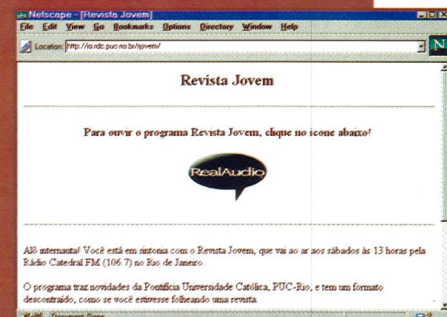 Netscape - [Revista Jovem]
File Edit View Go Bookmarks Options Directory Window Help
Location: http://io.rdc.puc-rio.br/rjovem/
N
Revista Jovem
Para ouvir o programa Revista Jovem, clique no ícone abaixo!
RealAudio
Alô internauta! Você está em sintonia com o Revista Jovem, que vai ao ar aos sábados às 13 horas pela
Rádio Catedral FM (106.7) no Rio de Janeiro.
O programa traz novidades da Pontifícia Universidade Católica, PUC-Rio, e tem um formato
descontraído, como se você estivesse folheando uma revista.
Document: Done